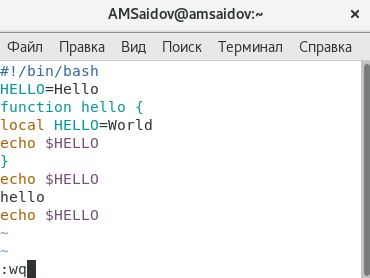 AMSaidov@amsaidov:~
Файл Правка Вид Поиск Терминал Справка
#!/bin/bash
HELLO=Hello
function hello {
local HELLO=World
echo $HELLO
}
echo $HELLO
hello
echo $HELLO
~
~
:wq